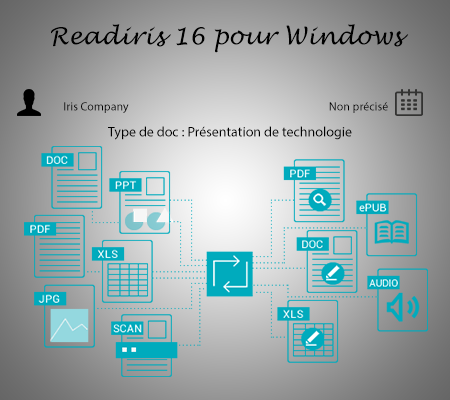 Readiris 16 pour Windows
Iris Company
Non précisé
Type de doc : Présentation de technologie
DOC
PPT
PDF
XLS
JPG
SCAN
PDF
ePUB
DOC
AUDIO
XLS